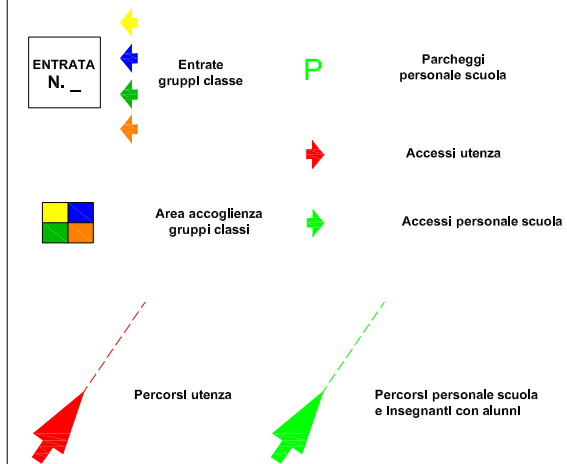 ENTRATA
N. _
Entrate
gruppi classe
P
Parcheggi
personale scuola
Accessi utenza
Area accoglienza
gruppi classi
Accessi personale scuola
Percorsi utenza
Percorsi personale scuola
e Insegnanti con alunni